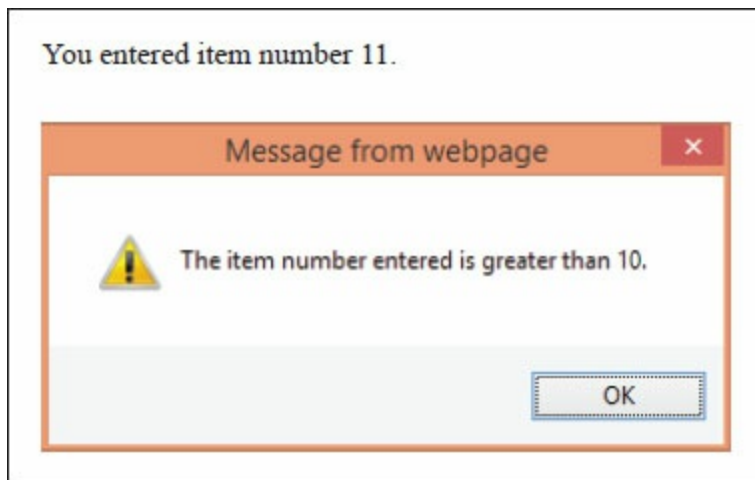 You entered item number 11.
Message from webpage
The item number entered is greater than 10.
OK